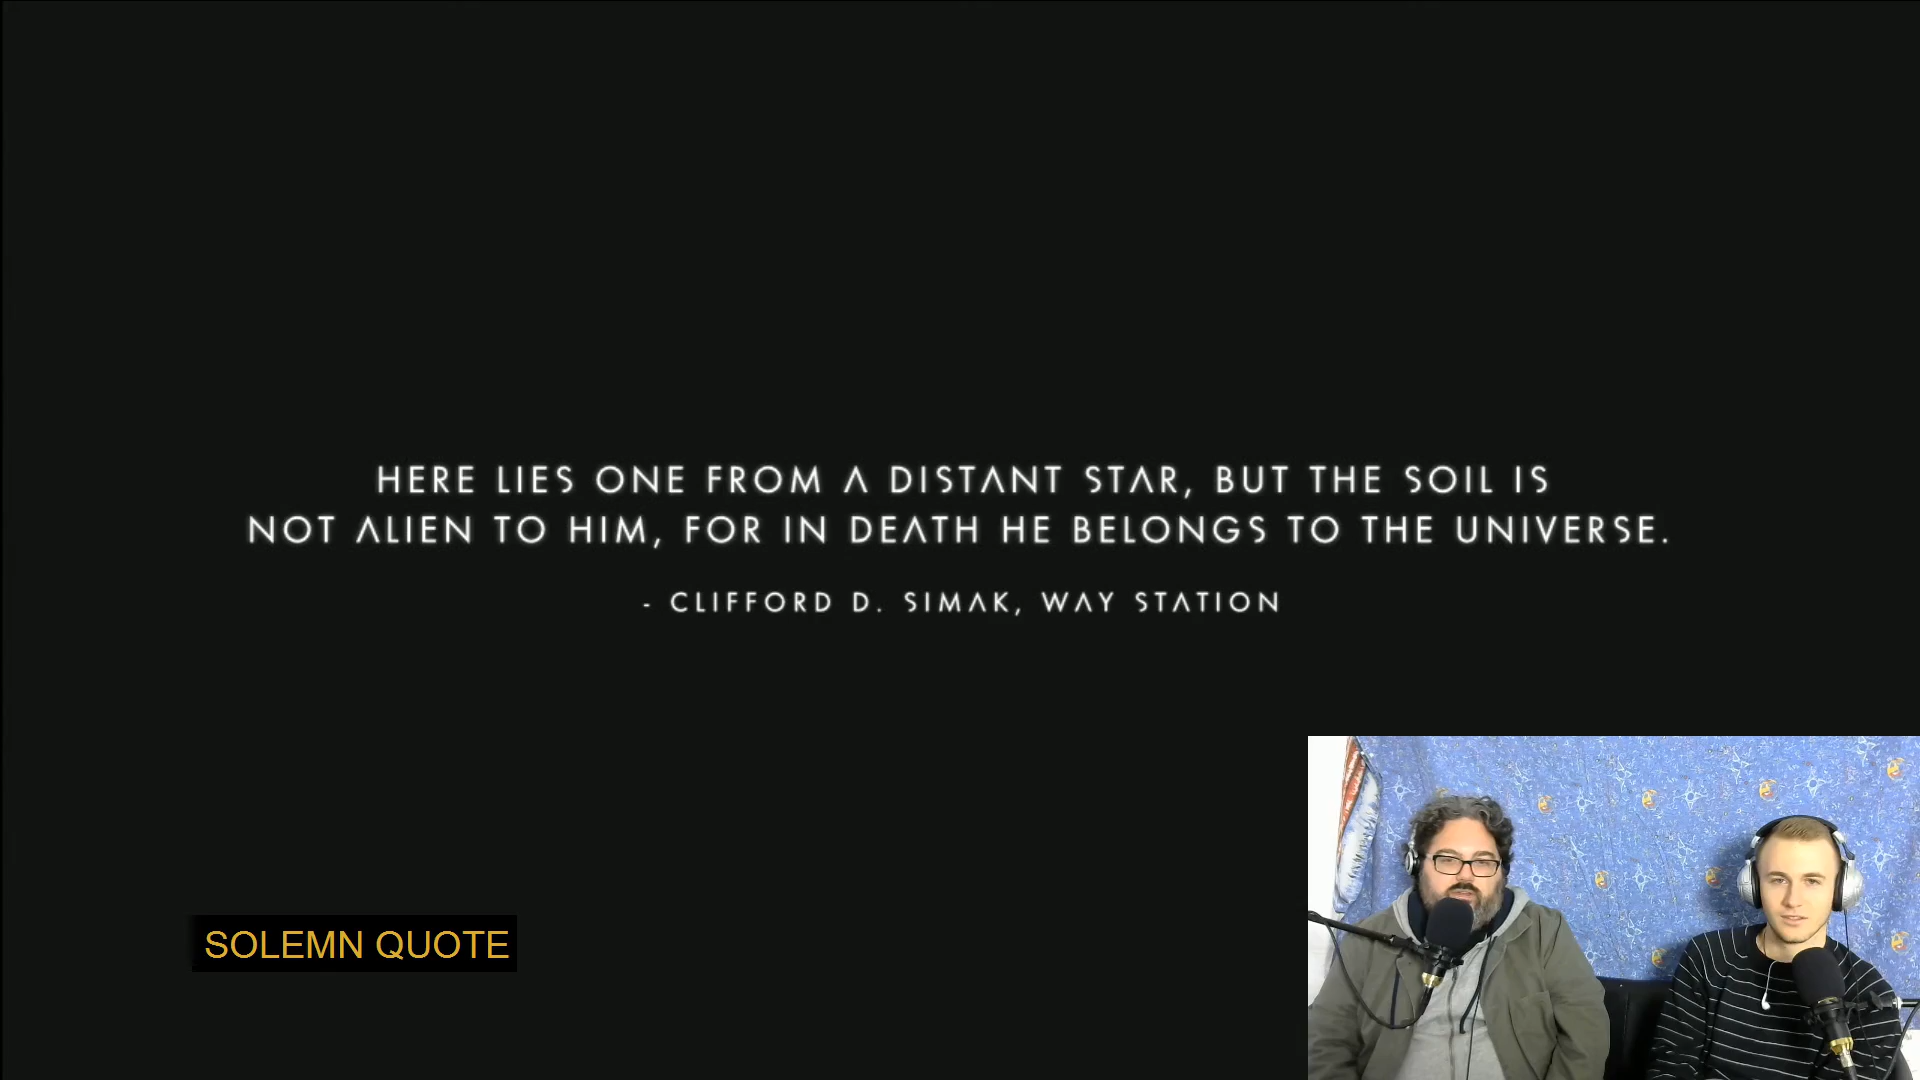 HERE LIES ONE FROM A DISTANT STAR, BUT THE SOIL IS
NOT ALIEN TO HIM, FOR IN DEATH HE BELONGS TO THE UNIVERSE.
- CLIFFORD D. SIMAK, WAY STATION
SOLEMN QUOTE